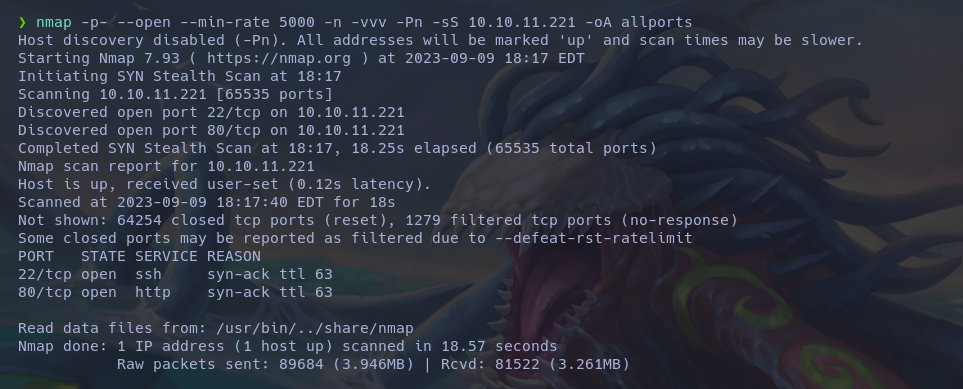 ❯ nmap -p- --open --min-rate 5000 -n -vvv -Pn -sS 10.10.11.221 -oA allports
Host discovery disabled (-Pn). All addresses will be marked 'up' and scan times may be slower.
Starting Nmap 7.93 ( https://nmap.org ) at 2023-09-09 18:17 EDT
Initiating SYN Stealth Scan at 18:17
Scanning 10.10.11.221 [65535 ports]
Discovered open port 22/tcp on 10.10.11.221
Discovered open port 80/tcp on 10.10.11.221
Completed SYN Stealth Scan at 18:17, 18.25s elapsed (65535 total ports)
Nmap scan report for 10.10.11.221
Host is up, received user-set (0.12s latency).
Scanned at 2023-09-09 18:17:40 EDT for 18s
Not shown: 64254 closed tcp ports (reset), 1279 filtered tcp ports (no-response)
Some closed ports may be reported as filtered due to --defeat-rst-ratelimit
PORT   STATE SERVICE REASON
22/tcp open  ssh     syn-ack ttl 63
80/tcp open  http    syn-ack ttl 63
Read data files from: /usr/bin/../share/nmap
Nmap done: 1 IP address (1 host up) scanned in 18.57 seconds
           Raw packets sent: 89684 (3.946MB) | Rcvd: 81522 (3.261MB)